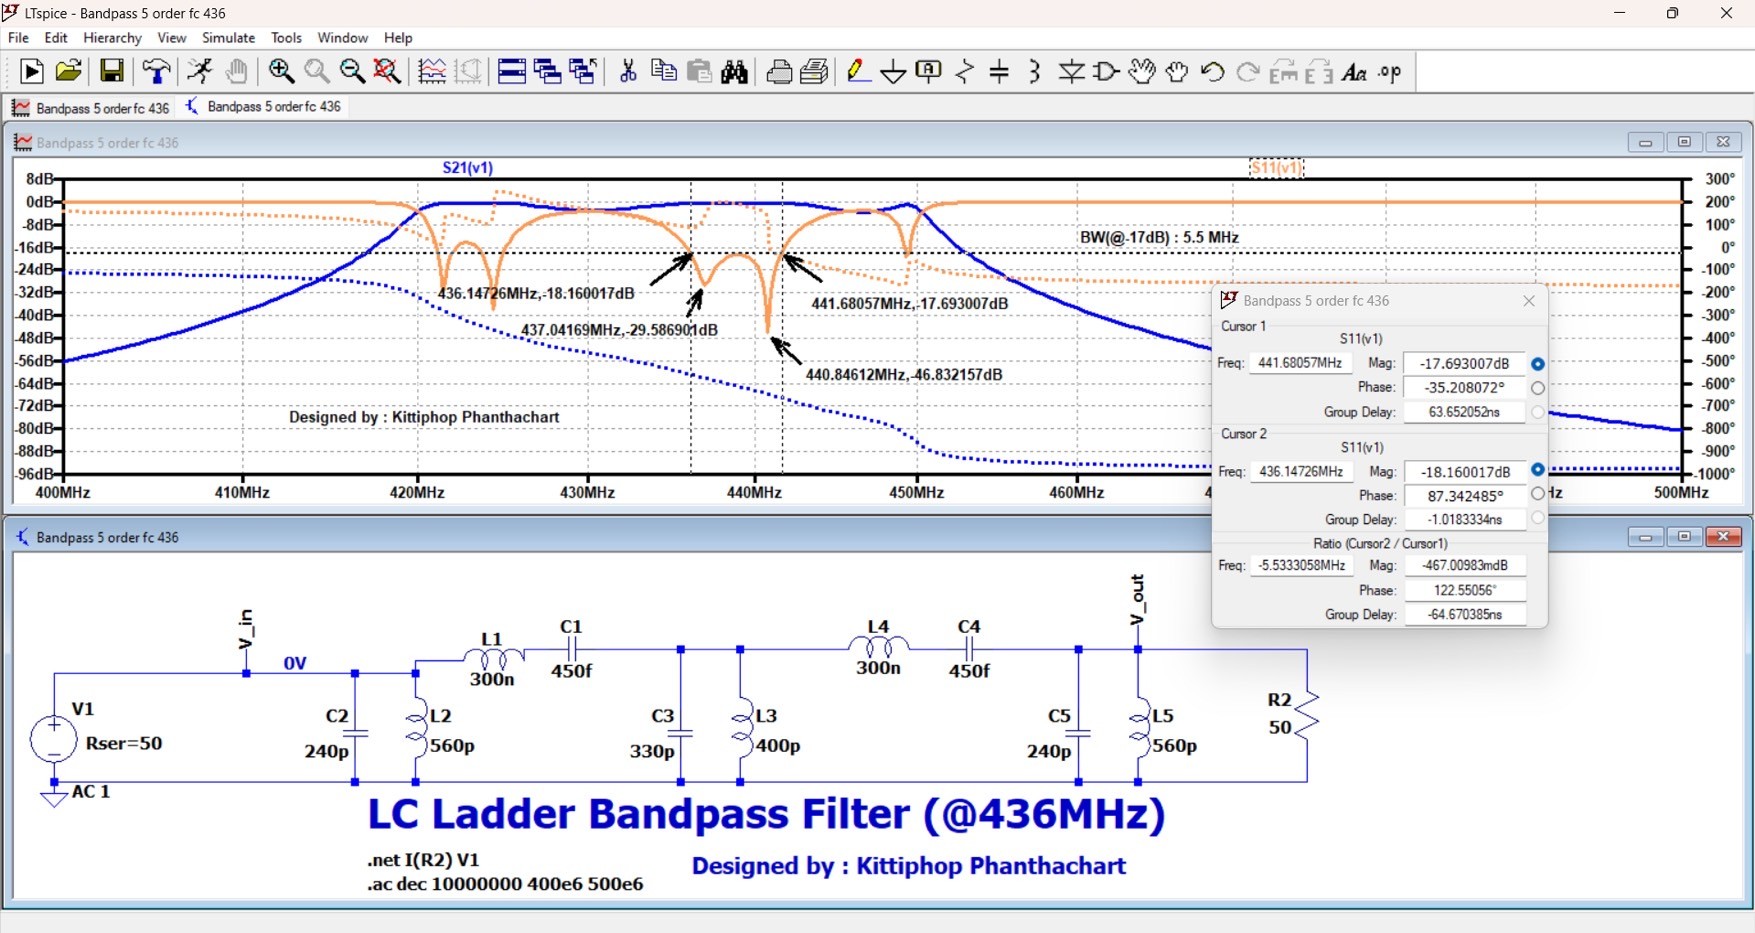 LTspice - Bandpass 5 order fc 436
File Edit Hierarchy View Simulate Tools Window Help
Bandpass 5 order fc 436 Bandpass 5 order fc 436
Bandpass 5 order fc 436
S21(v1) S11(v1)
8dB 300°
0dB 200°
-8dB 100°
-16dB 0°
-24dB -100°
-32dB -200°
-40dB -300°
-48dB -400°
-56dB -500°
-64dB -600°
-72dB -700°
-80dB -800°
-88dB -900°
-96dB -1000°
400MHz 410MHz 420MHz 430MHz 440MHz 450MHz 460MHz 4 Hz 500MHz
BW(@-17dB) : 5.5 MHz
436.14726MHz,-18.160017dB
441.68057MHz,-17.693007dB
437.04169MHz,-29.586901dB
440.84612MHz,-46.832157dB
Designed by : Kittiphop Phanthachart
Bandpass 5 order fc 436
Cursor 1
S11(v1)
Freq: 441.68057MHz Mag: -17.693007dB
Phase: -35.208072°
Group Delay: 63.652052ns
Cursor 2
S11(v1)
Freq: 436.14726MHz Mag: -18.160017dB
Phase: 87.342485°
Group Delay: -1.0183334ns
Ratio (Cursor2 / Cursor1)
Freq: -5.5333058MHz Mag: -467.00983mdB
Phase: 122.55056°
Group Delay: -64.670385ns
Bandpass 5 order fc 436
V_in
V_out
0V
L1
300n
C1
450f
L4
300n
C4
450f
V1
Rser=50
AC 1
C2
240p
L2
560p
C3
330p
L3
400p
C5
240p
L5
560p
R2
50
LC Ladder Bandpass Filter (@436MHz)
.net I(R2) V1
.ac dec 10000000 400e6 500e6
Designed by : Kittiphop Phanthachart